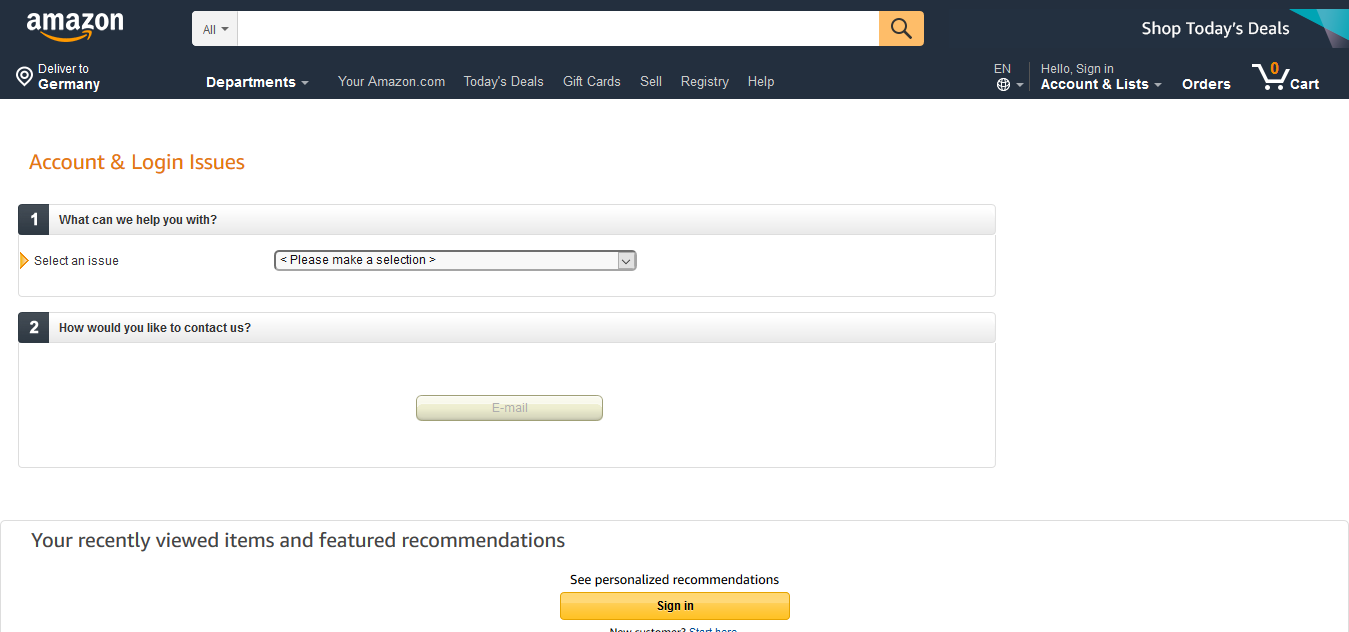 amazon
All
Shop Today's Deals
Deliver to
Germany
Departments
Your Amazon.com
Today's Deals
Gift Cards
Sell
Registry
Help
EN
Hello, Sign in
Account & Lists
Orders
0
Cart
Account & Login Issues
1
What can we help you with?
Select an issue
< Please make a selection >
2
How would you like to contact us?
E-mail
Your recently viewed items and featured recommendations
See personalized recommendations
Sign in
New customer? Start here